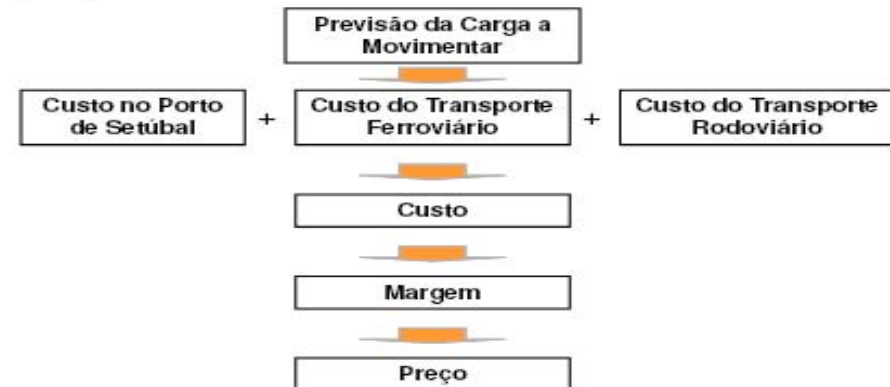 Previsão da Carga a
Movimentar
Custo no Porto
de Setúbal
+
Custo do Transporte
Ferroviário
+
Custo do Transporte
Rodoviário
Custo
Margem
Preço